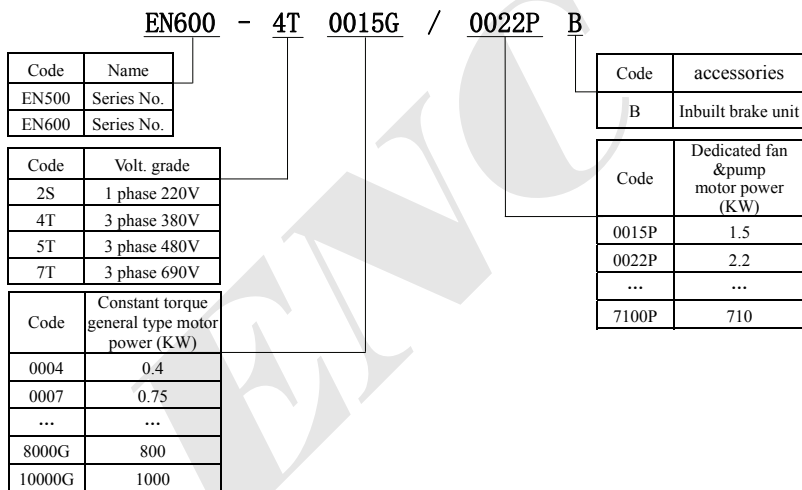 EN600 - 4T 0015G / 0022P B
Code Name
EN500 Series No.
EN600 Series No.
Code Volt. grade
2S 1 phase 220V
4T 3 phase 380V
5T 3 phase 480V
7T 3 phase 690V
Code Constant torque
general type motor
power (KW)
0004 0.4
0007 0.75
... ...
8000G 800
10000G 1000
Code accessories
B Inbuilt brake unit
Code Dedicated fan
&pump
motor power
(KW)
0015P 1.5
0022P 2.2
... ...
7100P 710
ENC